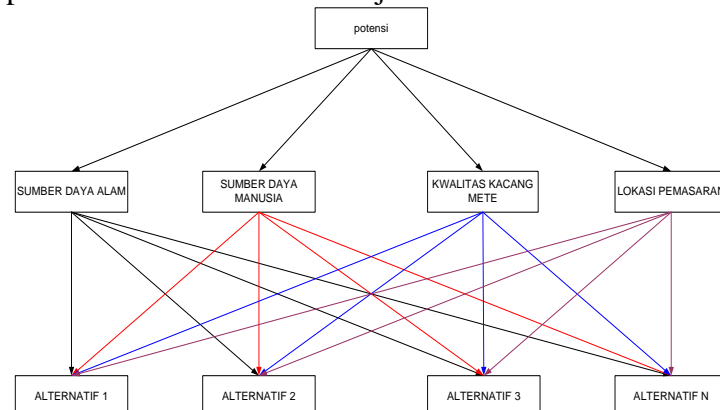 potensi
SUMBER DAYA ALAM
SUMBER DAYA
MANUSIA
KWALITAS KACANG
METE
LOKASI PEMASARAN
ALTERNATIF 1
ALTERNATIF 2
ALTERNATIF 3
ALTERNATIF N